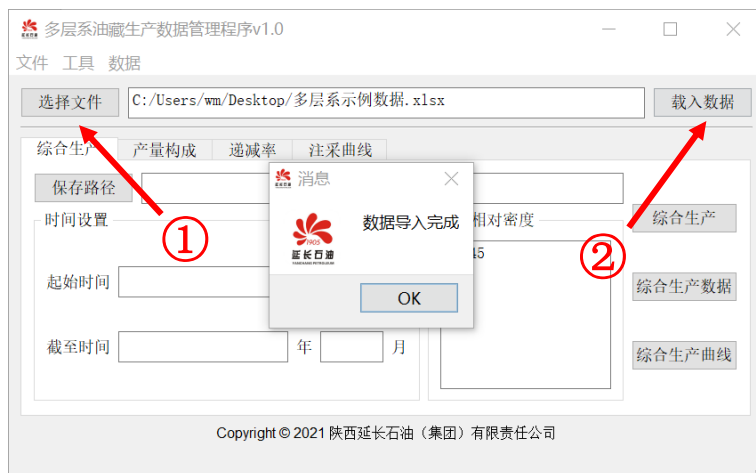 多层系油藏生产数据管理程序v1.0
文件 工具 数据
选择文件 C:/Users/wm/Desktop/多层系示例数据.xlsx 载入数据
综合生产 产量构成 递减率 注采曲线
消息
保存路径
时间设置 ① 数据导入完成 相对密度 ② 综合生产
1905
延长石油
45
起始时间 OK 综合生产数据
截至时间 年 月 综合生产曲线
Copyright © 2021 陕西延长石油（集团）有限责任公司